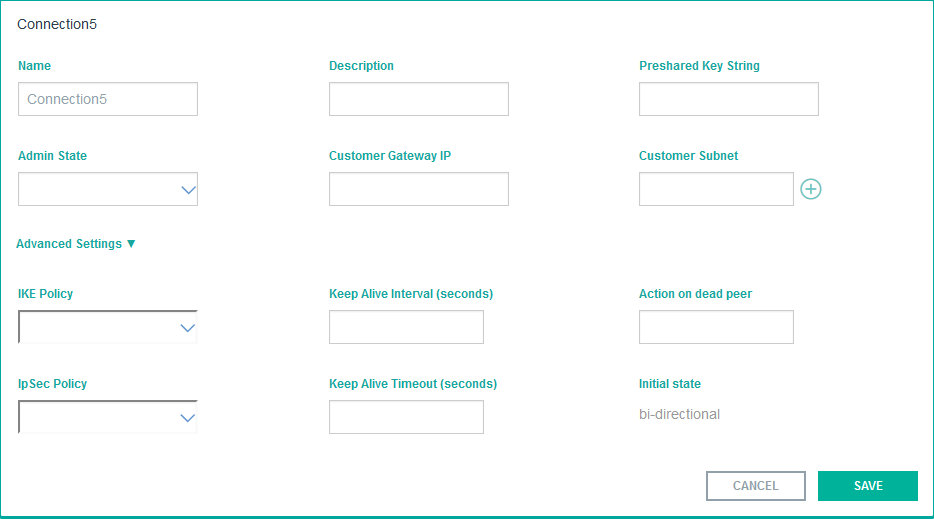 Connection5
Name
Description
Preshared Key String
Connection5
Admin State
Customer Gateway IP
Customer Subnet
Advanced Settings ▼
IKE Policy
Keep Alive Interval (seconds)
Action on dead peer
IpSec Policy
Keep Alive Timeout (seconds)
Initial state
bi-directional
CANCEL
SAVE